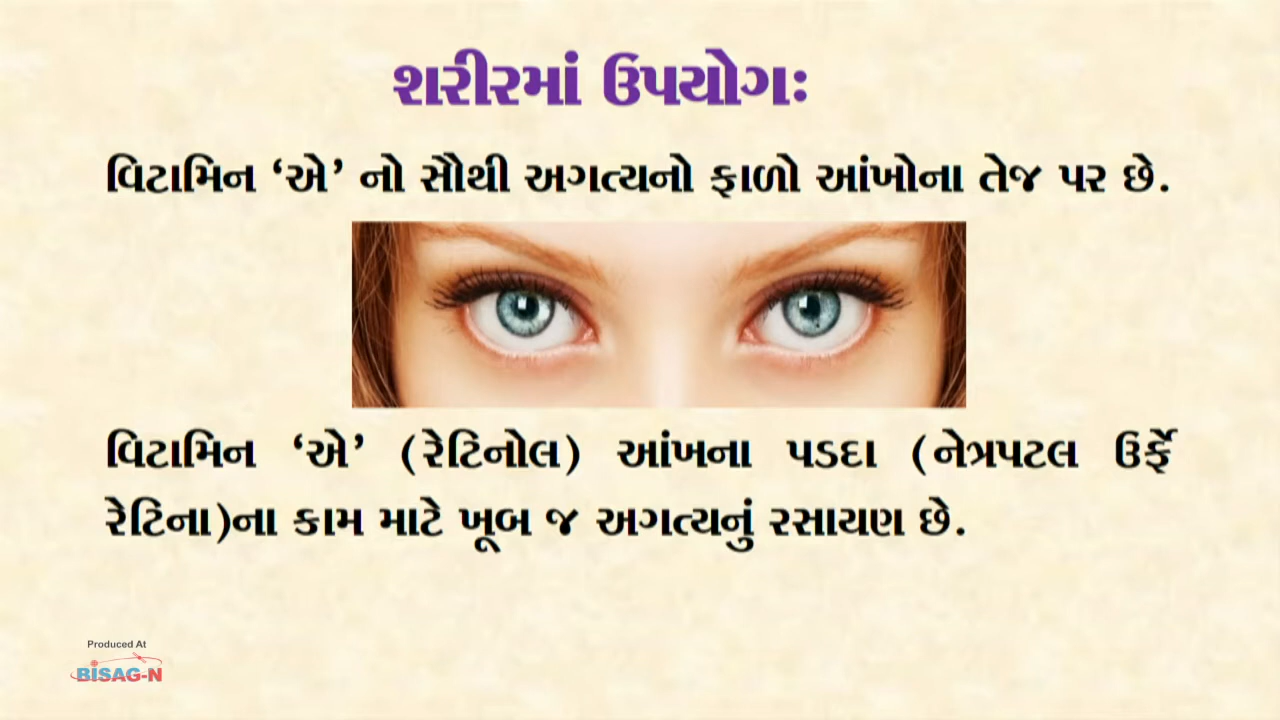 શરીરમાં ઉપયોગઃ
વિટામિન ‘એ’ નો સૌથી અગત્યનો ફાળો આંખોના તેજ પર છે.
વિટામિન ‘એ’ (રેટિનોલ) આંખના પડદા (નેત્રપટલ ઉર્ફે
રેટિના)ના કામ માટે ખૂબ જ અગત્યનું રસાયણ છે.
Produced At
BISAG-N